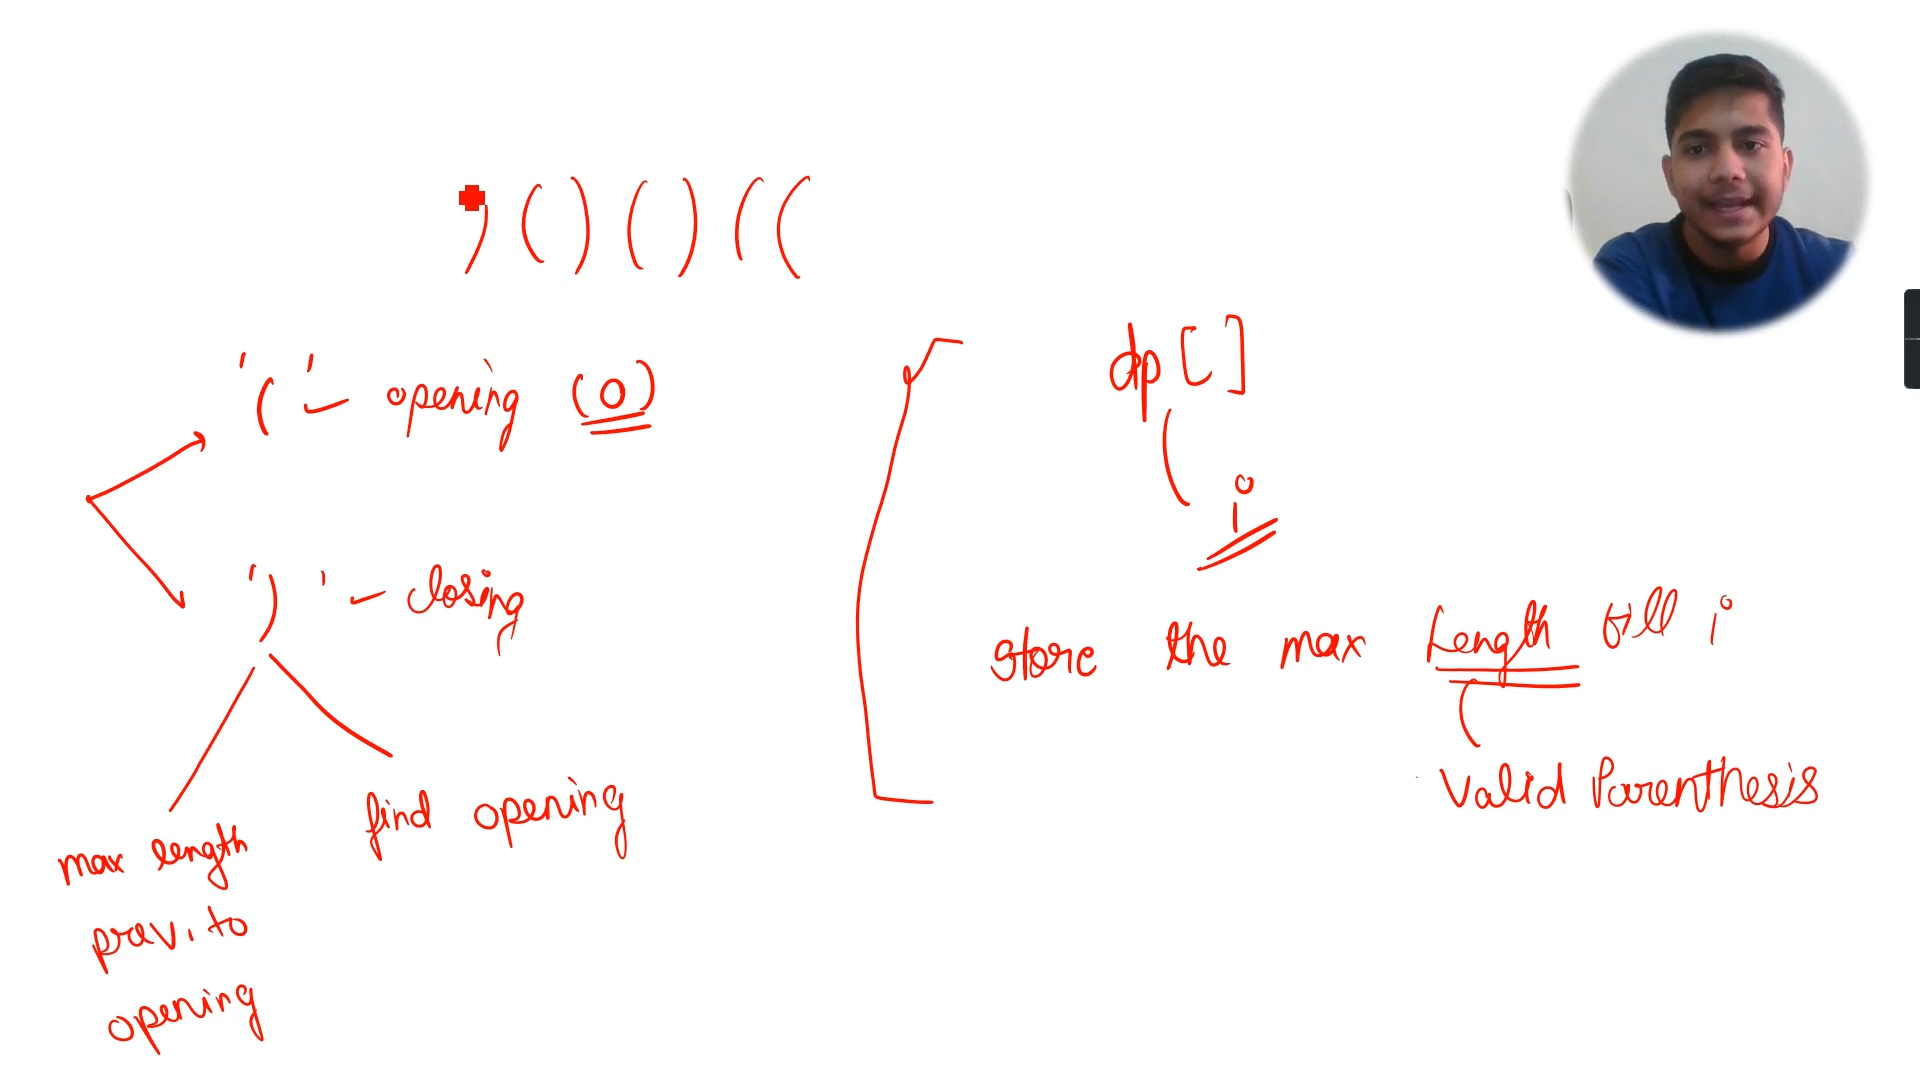 ) ( ) ( ) ( (
'(' - opening (0)
')' - closing
max length
prev. to
opening
find opening
dp [ ]
i
store the max Length till i
Valid Parenthesis